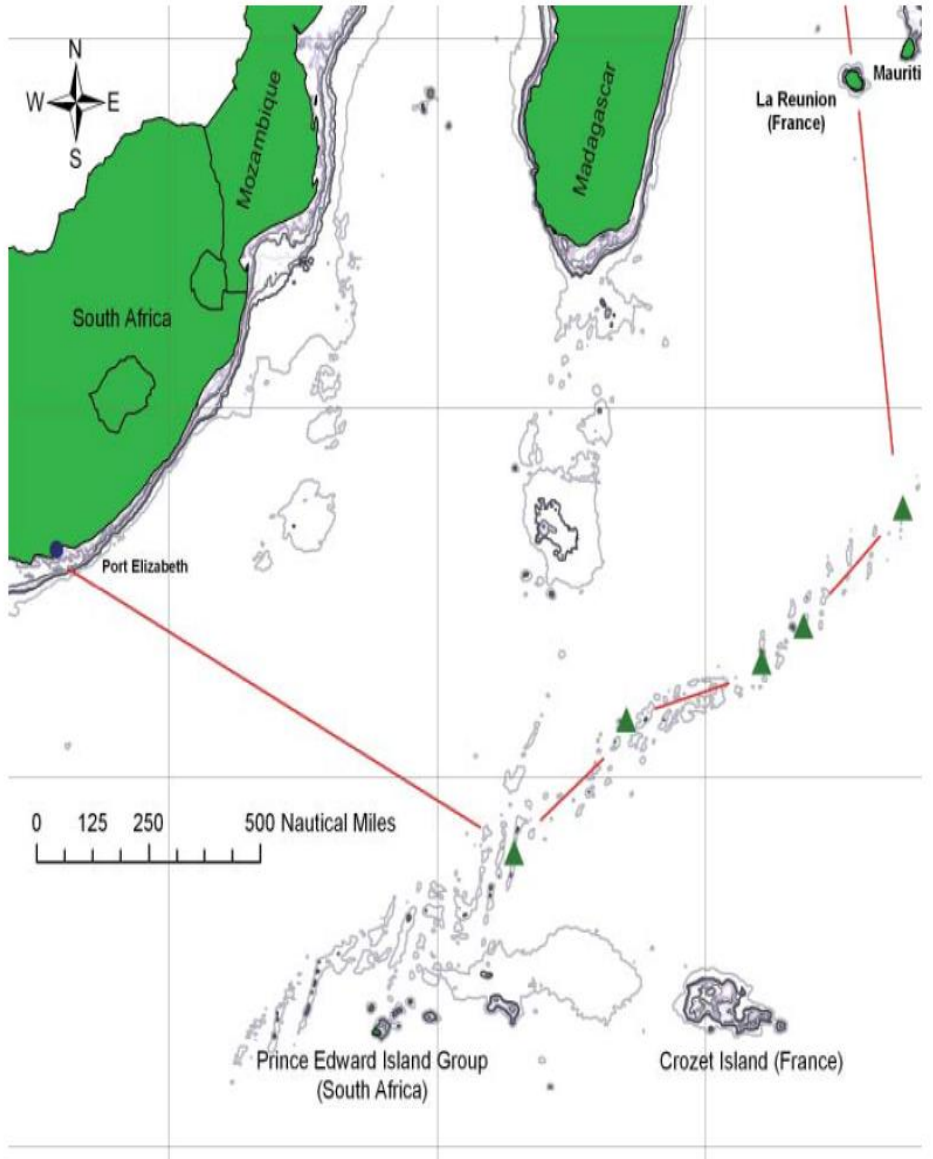 N
W E
S
Mozambique
Madagascar
Mauriti
La Reunion
(France)
South Africa
Port Elizabeth
0 125 250 500 Nautical Miles
Prince Edward Island Group
(South Africa)
Crozet Island (France)